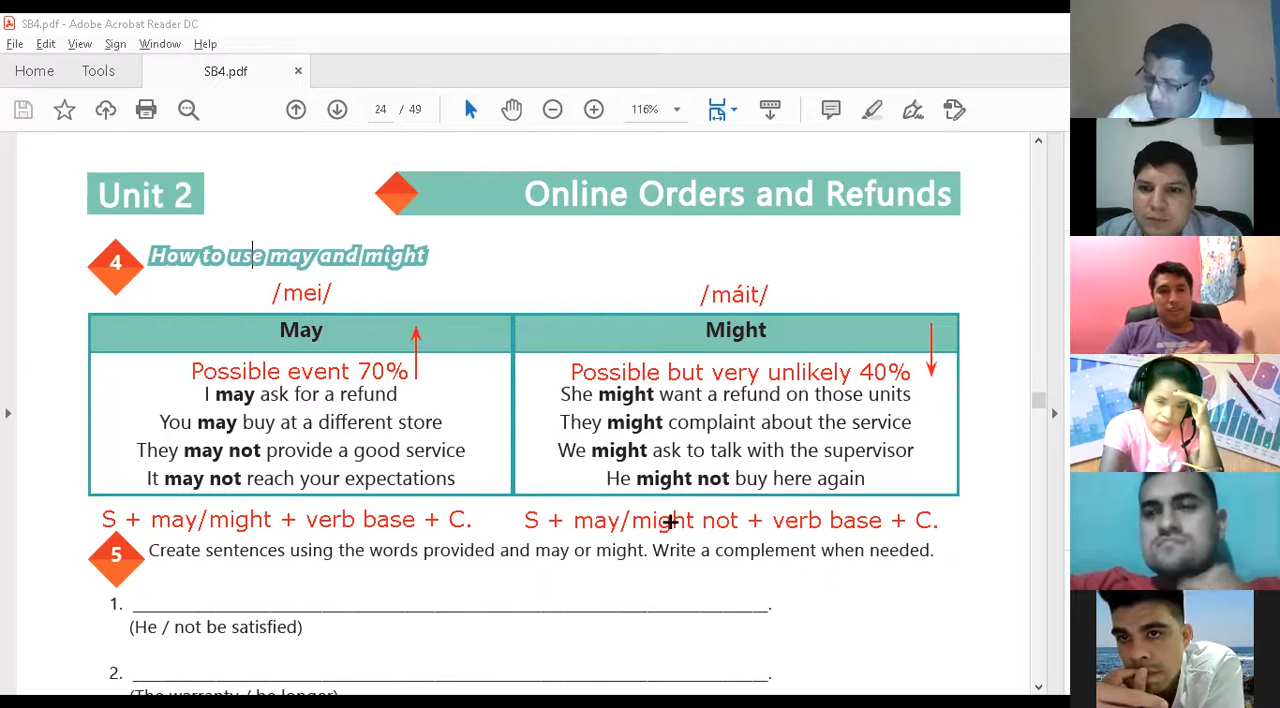 SB4.pdf - Adobe Acrobat Reader DC
File Edit View Sign Window Help
Home Tools SB4.pdf ×
24 / 49 116%
Unit 2 Online Orders and Refunds
4 How to use may and might
/mei/ /máit/
May Might
Possible event 70% Possible but very unlikely 40%
I may ask for a refund She might want a refund on those units
You may buy at a different store They might complaint about the service
They may not provide a good service We might ask to talk with the supervisor
It may not reach your expectations He might not buy here again
S + may/might + verb base + C. S + may/might not + verb base + C.
5 Create sentences using the words provided and may or might. Write a complement when needed.
1. ______________________________.
(He / not be satisfied)
2. ______________________________.
(The warranty / be longer)